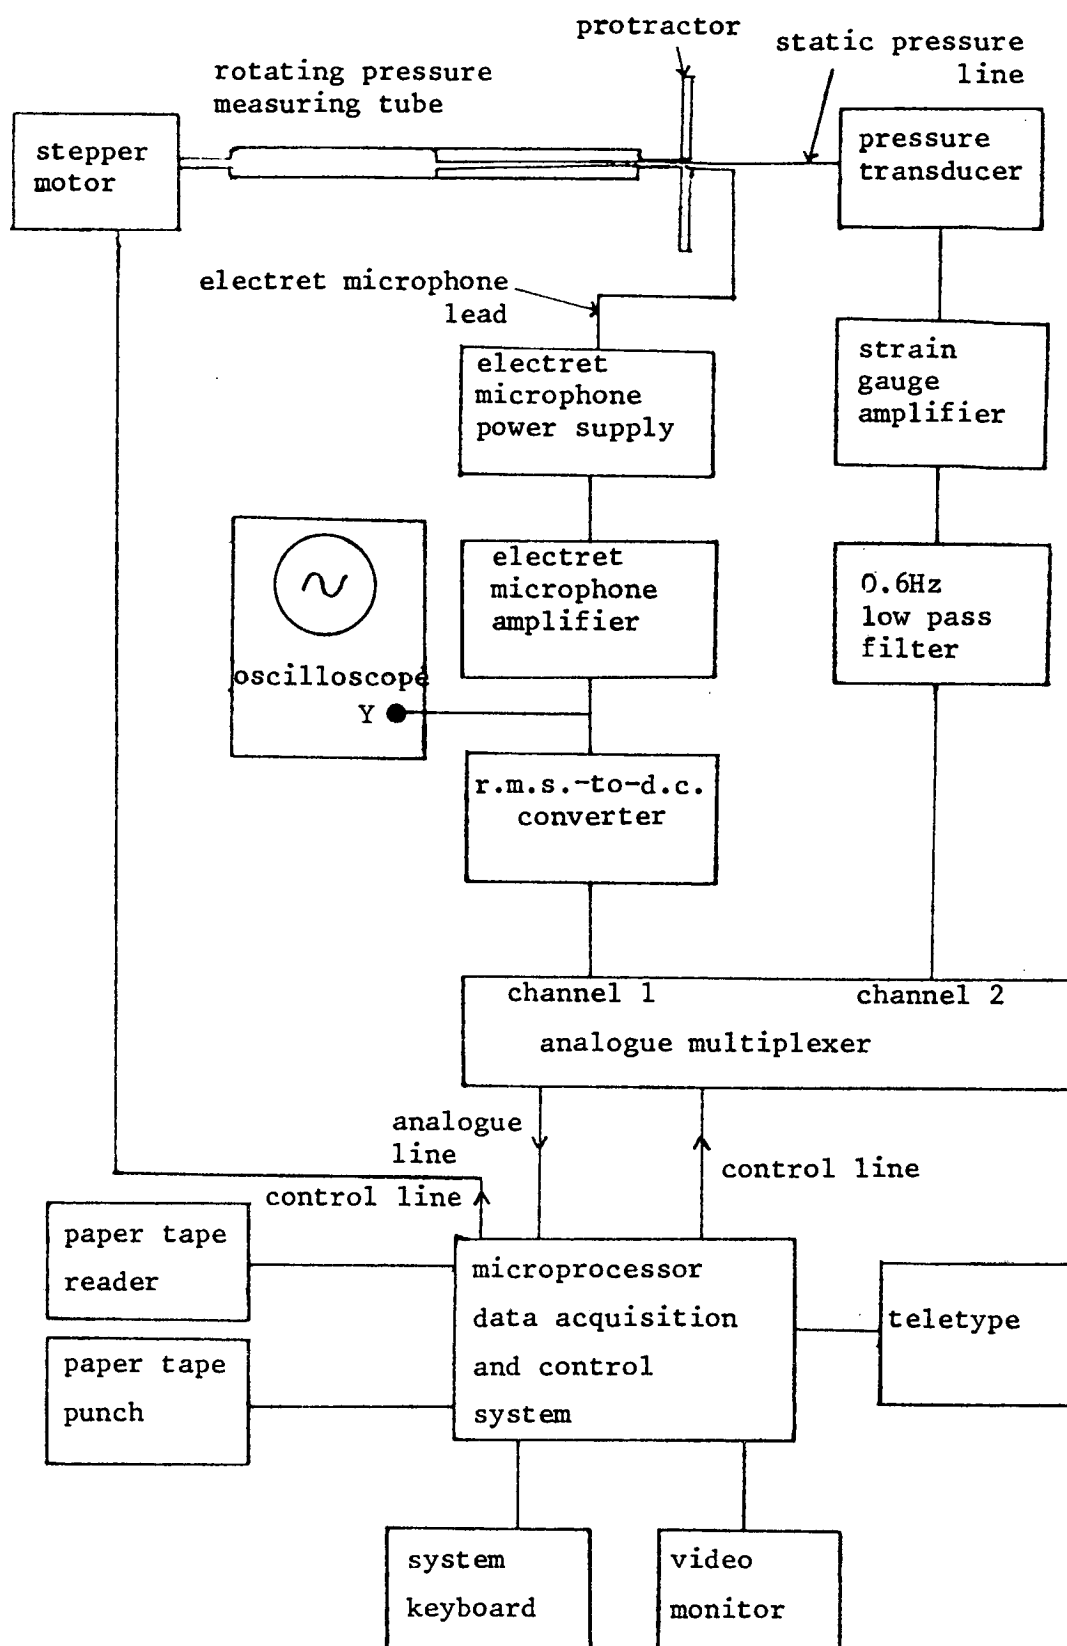 protractor
static pressure
line
rotating pressure
measuring tube
stepper
motor
pressure
transducer
electret microphone
lead
electret
microphone
power supply
strain
gauge
amplifier
electret
microphone
amplifier
0.6Hz
low pass
filter
oscilloscope
Y
r.m.s.-to-d.c.
converter
channel 1
channel 2
analogue multiplexer
analogue
line
control line
control line
paper tape
reader
microprocessor
data acquisition
and control
system
teletype
paper tape
punch
system
keyboard
video
monitor